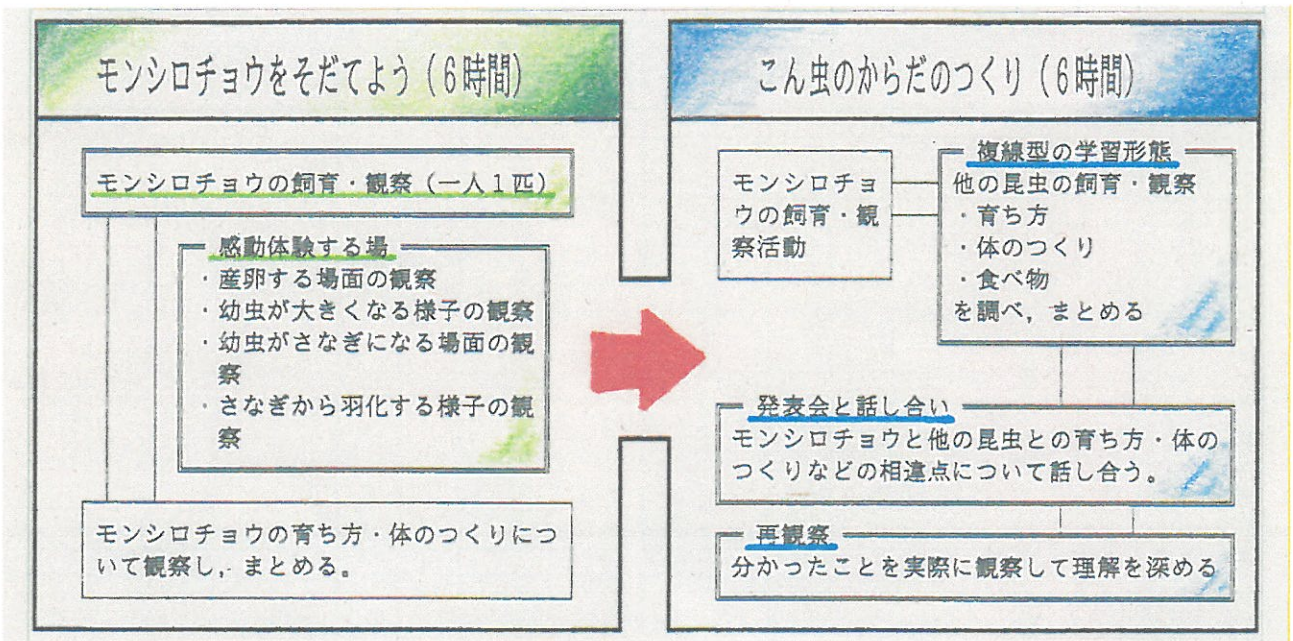 モンシロチョウをそだてよう(6時間)
モンシロチョウの飼育・観察(一人1匹)
感動体験する場
・産卵する場面の観察
・幼虫が大きくなる様子の観察
・幼虫がさなぎになる場面の観
察
・さなぎから羽化する様子の観
察
モンシロチョウの育ち方・体のつくりにつ
いて観察し,まとめる。
こん虫のからだのつくり(6時間)
モンシロチョ
ウの飼育・観
察活動
複線型の学習形態
他の昆虫の飼育・観察
・育ち方
・体のつくり
・食べ物
を調べ,まとめる
発表会と話し合い
モンシロチョウと他の昆虫との育ち方・体の
つくりなどの相違点について話し合う。
再観察
分かったことを実際に観察して理解を深める